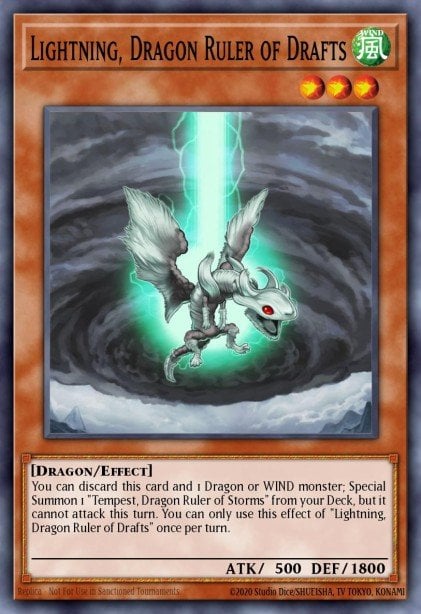 Lightning, Dragon Ruler of Drafts
WIND
風
[Dragon/Effect]
You can discard this card and 1 Dragon or WIND monster; Special
Summon 1 "Tempest, Dragon Ruler of Storms" from your Deck, but it
cannot attack this turn. You can only use this effect of "Lightning,
Dragon Ruler of Drafts" once per turn.
ATK/ 500 DEF/1800
Replica - Not For Use in Sanctioned Tournaments
©2020 Studio Dice/SHUEISHA, TV TOKYO, KONAMI